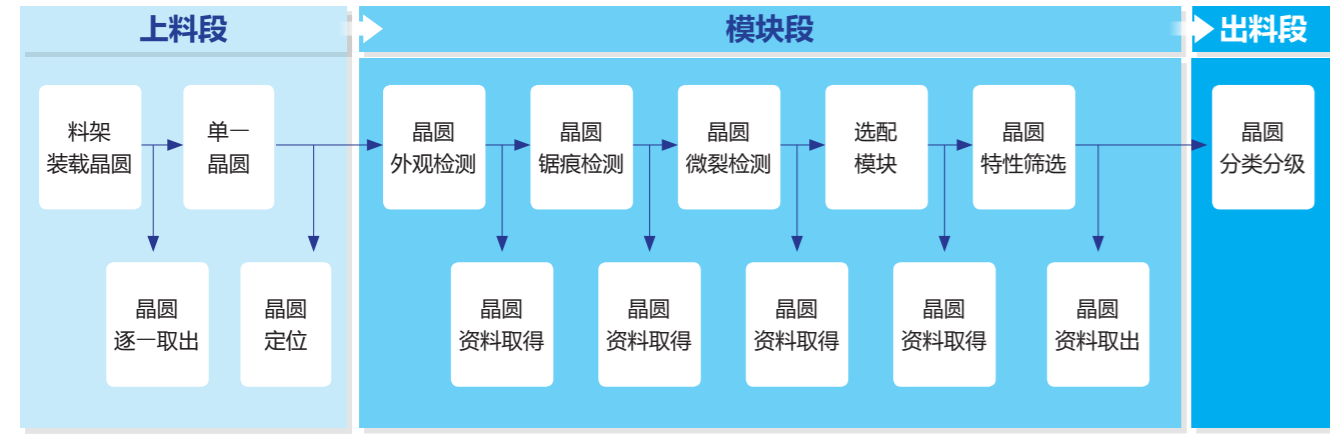 上料段
模块段
出料段
料架
装载晶圆
单一
晶圆
晶圆
外观检测
晶圆
锯痕检测
晶圆
微裂检测
选配
模块
晶圆
特性筛选
晶圆
分类分级
晶圆
逐一取出
晶圆
定位
晶圆
资料取得
晶圆
资料取得
晶圆
资料取得
晶圆
资料取得
晶圆
资料取出